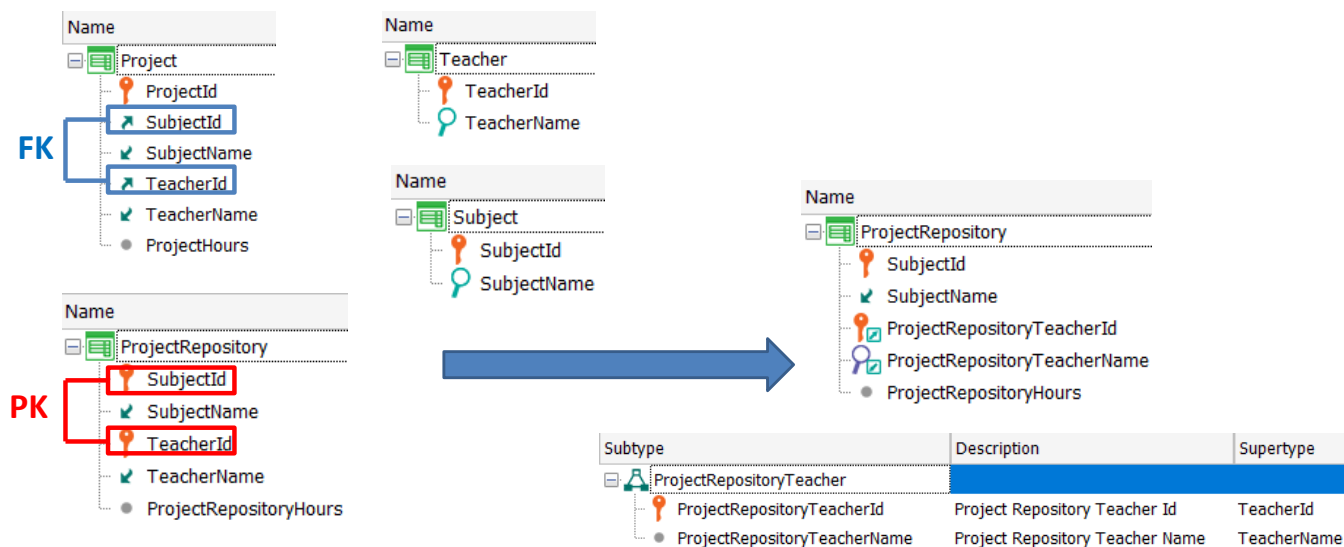 Name
Project
ProjectId
SubjectId
SubjectName
TeacherId
TeacherName
ProjectHours
FK
Name
Teacher
TeacherId
TeacherName
Name
Subject
SubjectId
SubjectName
Name
ProjectRepository
SubjectId
SubjectName
TeacherId
TeacherName
ProjectRepositoryHours
PK
Name
ProjectRepository
SubjectId
SubjectName
ProjectRepositoryTeacherId
ProjectRepositoryTeacherName
ProjectRepositoryHours
Subtype Description Supertype
ProjectRepositoryTeacher
ProjectRepositoryTeacherId Project Repository Teacher Id TeacherId
ProjectRepositoryTeacherName Project Repository Teacher Name TeacherName